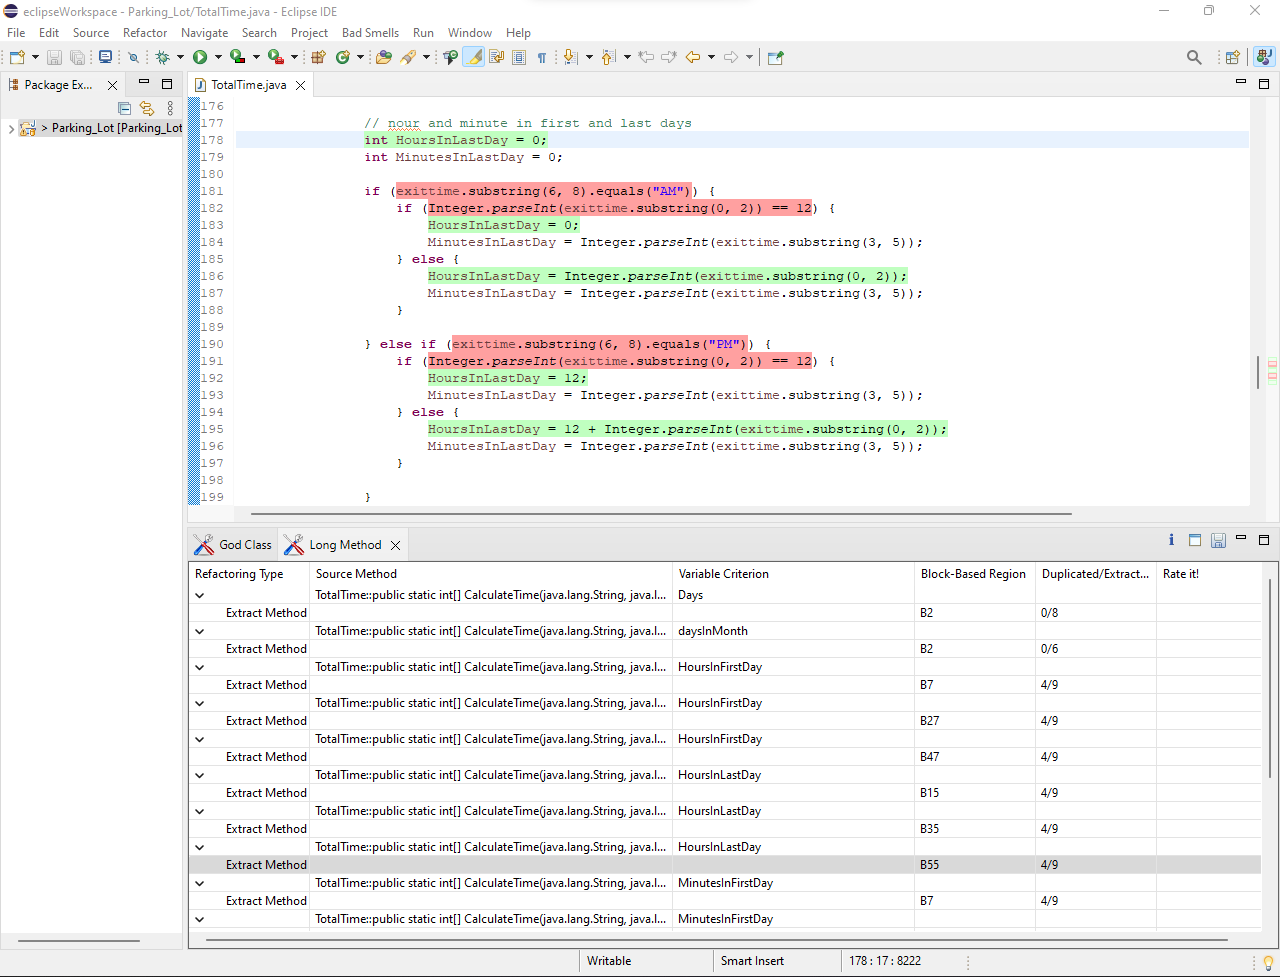 eclipseWorkspace - Parking_Lot/TotalTime.java - Eclipse IDE
File Edit Source Refactor Navigate Search Project Bad Smells Run Window Help
Package Ex...
TotalTime.java
> Parking_Lot [Parking_Lot
176
177 // nour and minute in first and last days
178 int HoursInLastDay = 0;
179 int MinutesInLastDay = 0;
180
181 if (exittime.substring(6, 8).equals("AM")) {
182 if (Integer.parseInt(exittime.substring(0, 2)) == 12) {
183 HoursInLastDay = 0;
184 MinutesInLastDay = Integer.parseInt(exittime.substring(3, 5));
185 } else {
186 HoursInLastDay = Integer.parseInt(exittime.substring(0, 2));
187 MinutesInLastDay = Integer.parseInt(exittime.substring(3, 5));
188 }
189
190 } else if (exittime.substring(6, 8).equals("PM")) {
191 if (Integer.parseInt(exittime.substring(0, 2)) == 12) {
192 HoursInLastDay = 12;
193 MinutesInLastDay = Integer.parseInt(exittime.substring(3, 5));
194 } else {
195 HoursInLastDay = 12 + Integer.parseInt(exittime.substring(0, 2));
196 MinutesInLastDay = Integer.parseInt(exittime.substring(3, 5));
197 }
198
199 }
God Class Long Method
Refactoring Type Source Method Variable Criterion Block-Based Region Duplicated/Extract... Rate it!
TotalTime::public static int[] CalculateTime(java.lang.String, java.l... Days
Extract Method B2 0/8
TotalTime::public static int[] CalculateTime(java.lang.String, java.l... daysInMonth
Extract Method B2 0/6
TotalTime::public static int[] CalculateTime(java.lang.String, java.l... HoursInFirstDay
Extract Method B7 4/9
TotalTime::public static int[] CalculateTime(java.lang.String, java.l... HoursInFirstDay
Extract Method B27 4/9
TotalTime::public static int[] CalculateTime(java.lang.String, java.l... HoursInFirstDay
Extract Method B47 4/9
TotalTime::public static int[] CalculateTime(java.lang.String, java.l... HoursInLastDay
Extract Method B15 4/9
TotalTime::public static int[] CalculateTime(java.lang.String, java.l... HoursInLastDay
Extract Method B35 4/9
TotalTime::public static int[] CalculateTime(java.lang.String, java.l... HoursInLastDay
Extract Method B55 4/9
TotalTime::public static int[] CalculateTime(java.lang.String, java.l... MinutesInFirstDay
Extract Method B7 4/9
TotalTime::public static int[] CalculateTime(java.lang.String, java.l... MinutesInFirstDay
Writable Smart Insert 178 : 17 : 8222